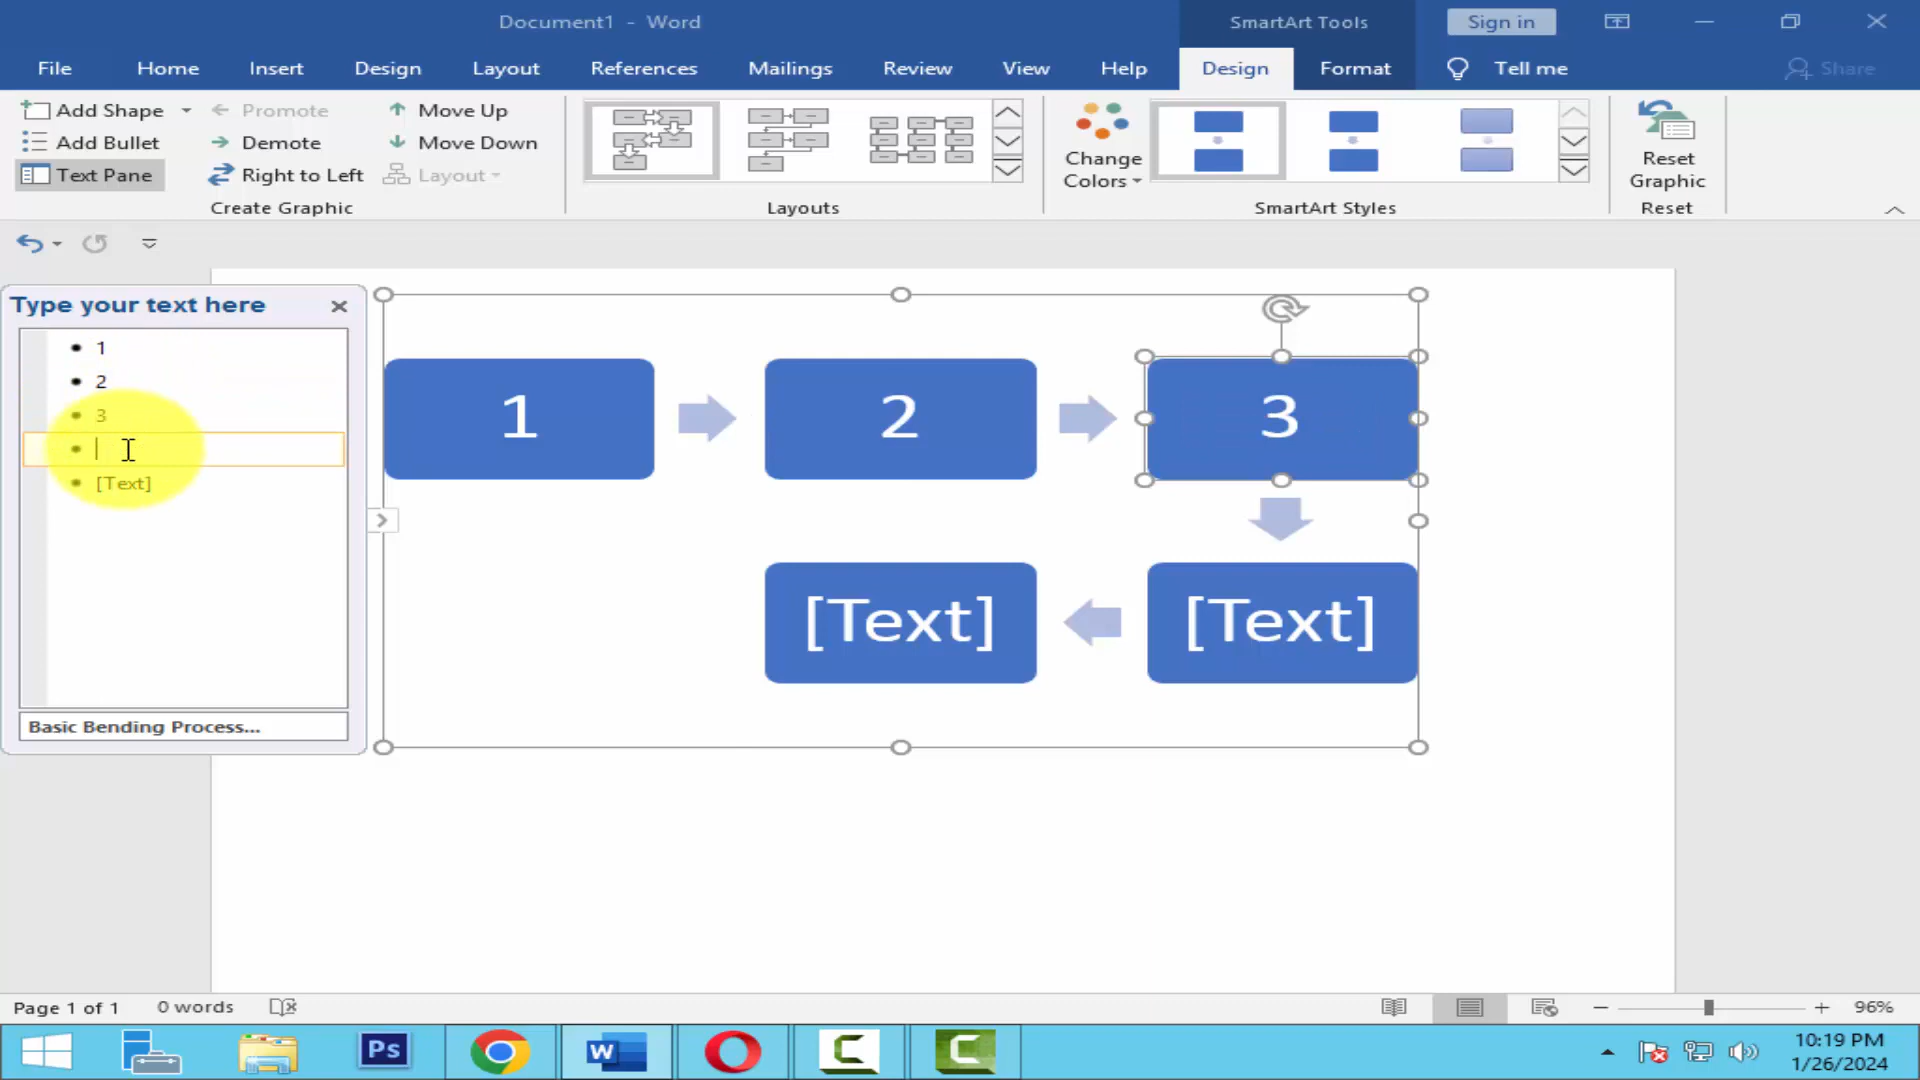 Document1 - Word
SmartArt Tools
Sign in
File Home Insert Design Layout References Mailings Review View Help Design Format Tell me Share
Add Shape Promote Move Up
Add Bullet Demote Move Down
Text Pane Right to Left Layout
Change Colors
Reset Graphic
Create Graphic Layouts SmartArt Styles Reset
Type your text here
1
2
3
[Text]
Basic Bending Process...
1 2 3
[Text] [Text]
Page 1 of 1 0 words 96%
Ps W C C
10:19 PM
1/26/2024